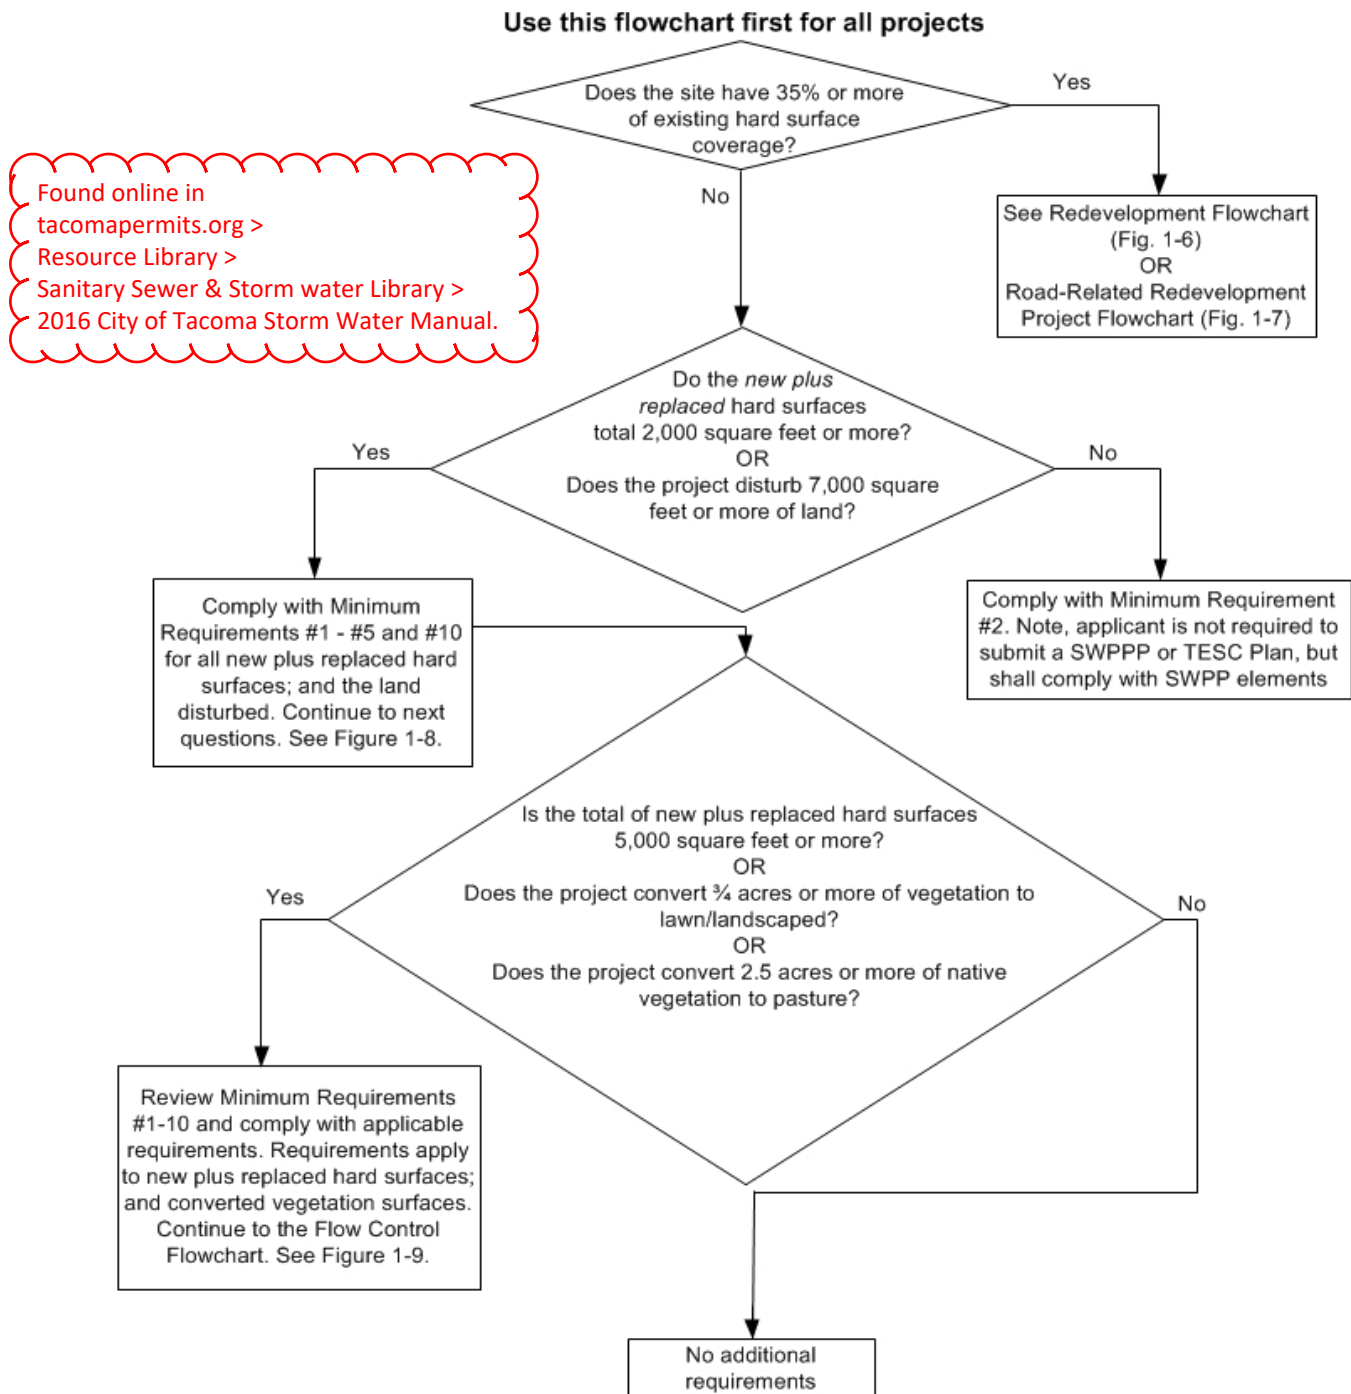 Use this flowchart first for all projects
Does the site have 35% or more
of existing hard surface
coverage?
Yes
No
Found online in
tacomapermits.org >
Resource Library >
Sanitary Sewer & Storm water Library >
2016 City of Tacoma Storm Water Manual.
See Redevelopment Flowchart
(Fig. 1-6)
OR
Road-Related Redevelopment
Project Flowchart (Fig. 1-7)
Do the new plus
replaced hard surfaces
total 2,000 square feet or more?
OR
Does the project disturb 7,000 square
feet or more of land?
Yes
No
Comply with Minimum
Requirements #1 - #5 and #10
for all new plus replaced hard
surfaces; and the land
disturbed. Continue to next
questions. See Figure 1-8.
Comply with Minimum Requirement
#2. Note, applicant is not required to
submit a SWPPP or TESC Plan, but
shall comply with SWPP elements
Is the total of new plus replaced hard surfaces
5,000 square feet or more?
OR
Does the project convert ¾ acres or more of vegetation to
lawn/landscaped?
OR
Does the project convert 2.5 acres or more of native
vegetation to pasture?
Yes
No
Review Minimum Requirements
#1-10 and comply with applicable
requirements. Requirements apply
to new plus replaced hard surfaces;
and converted vegetation surfaces.
Continue to the Flow Control
Flowchart. See Figure 1-9.
No additional
requirements